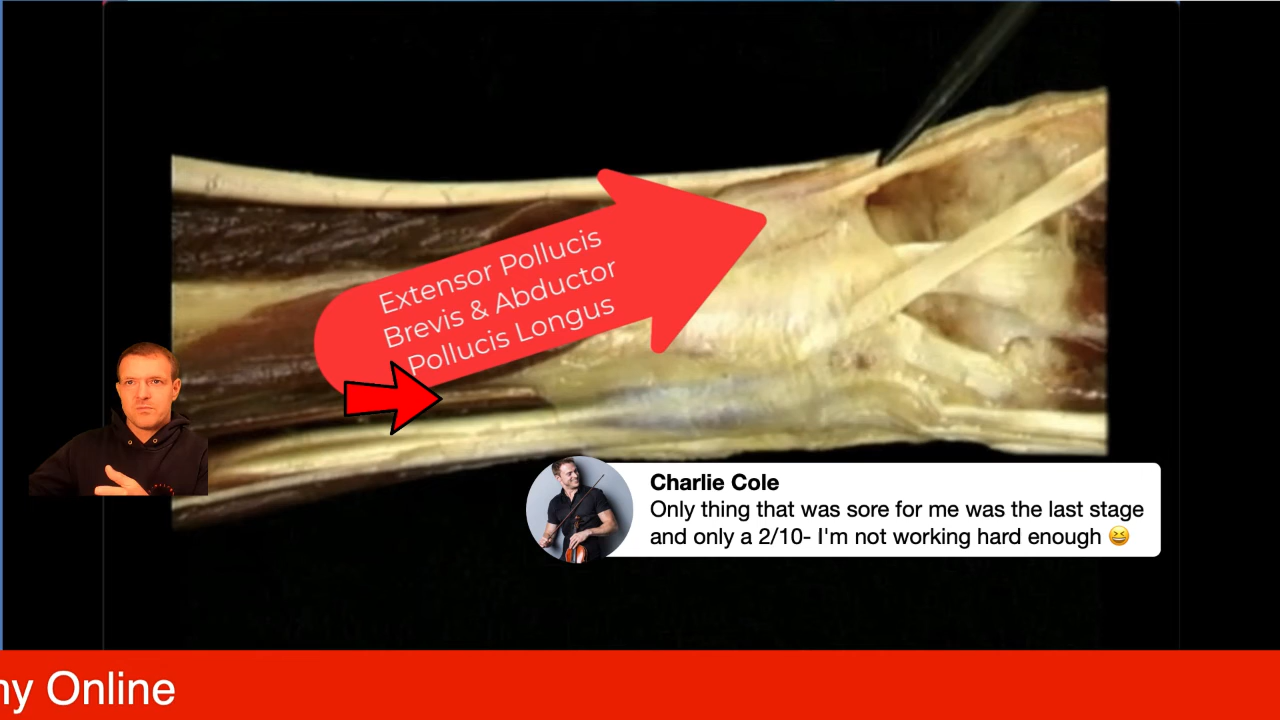 Extensor Pollucis
Brevis & Abductor
Pollucis Longus
Charlie Cole
Only thing that was sore for me was the last stage
and only a 2/10- I'm not working hard enough 😆
ny Online